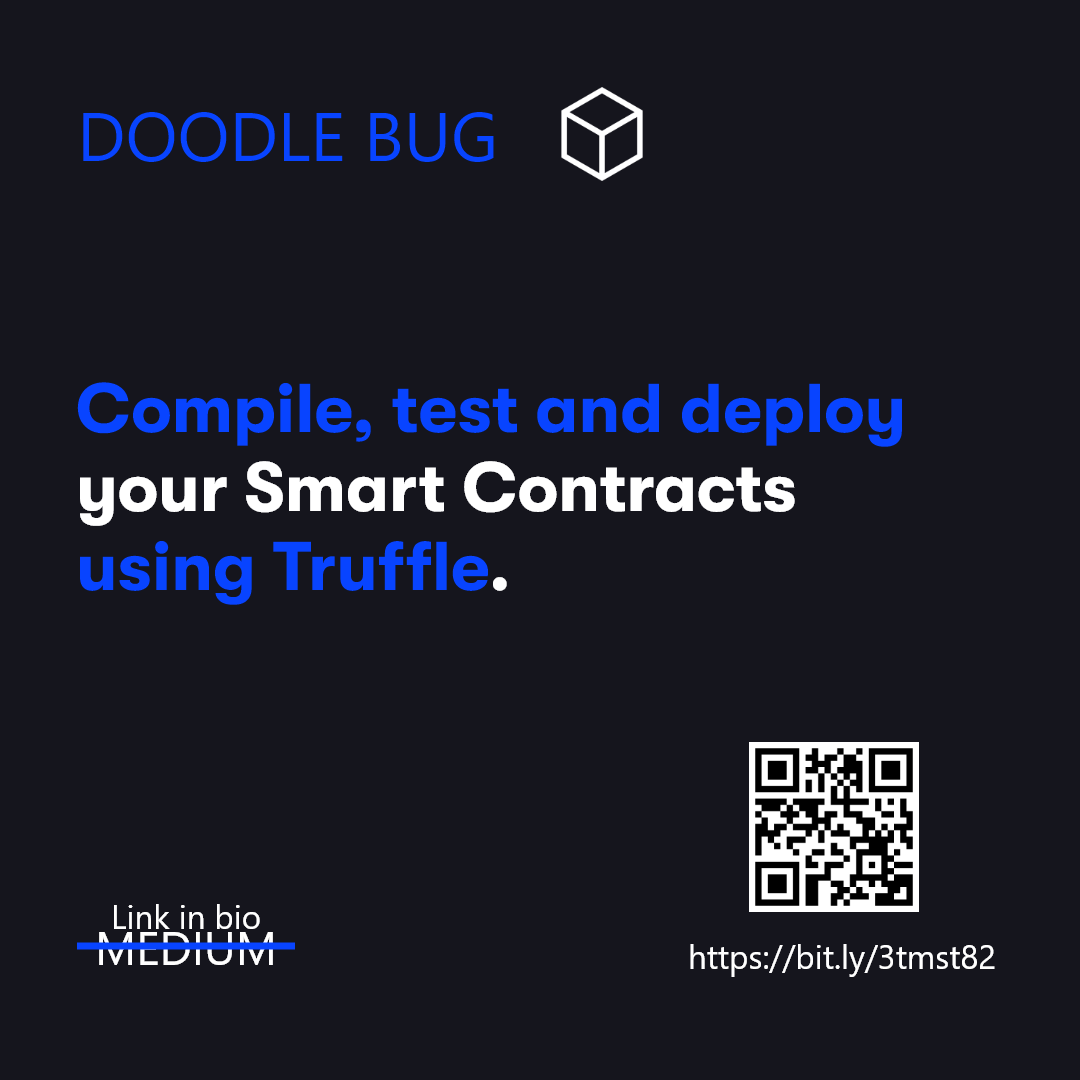 DOODLE BUG
Compile, test and deploy
your Smart Contracts
using Truffle.
Link in bio
MEDIUM
https://bit.ly/3tmst82